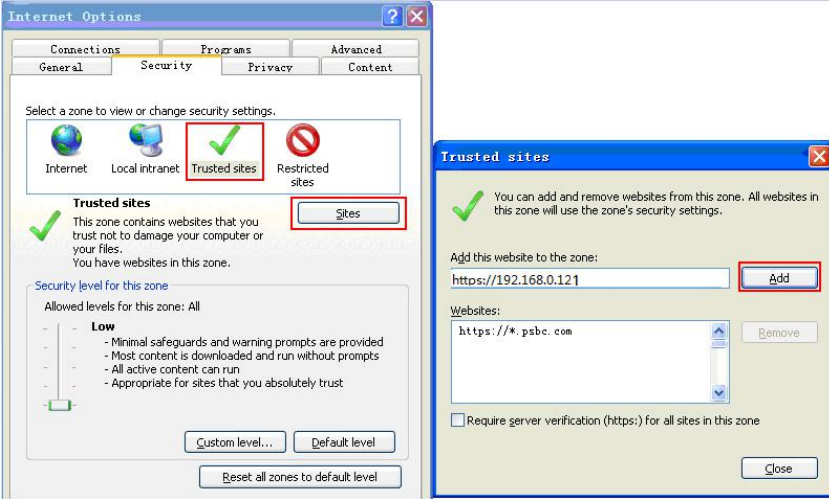 Internet Options
Connections
Programs
Advanced
General
Security
Privacy
Content
Select a zone to view or change security settings.
Internet
Local intranet
Trusted sites
Restricted
sites
Trusted sites
This zone contains websites that you
trust not to damage your computer or
your files.
You have websites in this zone.
Sites
Security level for this zone
Allowed levels for this zone: All
Low
- Minimal safeguards and warning prompts are provided
- Most content is downloaded and run without prompts
- All active content can run
- Appropriate for sites that you absolutely trust
Custom level...
Default level
Reset all zones to default level
Trusted sites
You can add and remove websites from this zone. All websites in
this zone will use the zone's security settings.
Add this website to the zone:
https://192.168.0.121
Add
Websites:
https://*.psbc.com
Remove
Require server verification (https:) for all sites in this zone
Close